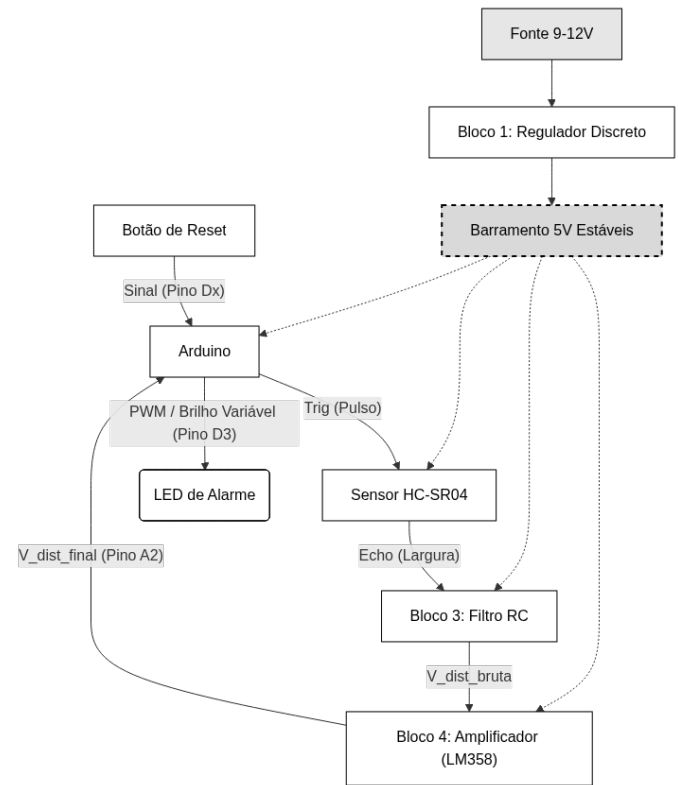 Fonte 9-12V
Bloco 1: Regulador Discreto
Botão de Reset
Barramento 5V Estáveis
Sinal (Pino Dx)
Arduino
PWM / Brilho Variável
(Pino D3)
Trig (Pulso)
LED de Alarme
Sensor HC-SR04
V_dist_final (Pino A2)
Echo (Largura)
Bloco 3: Filtro RC
V_dist_bruta
Bloco 4: Amplificador
(LM358)